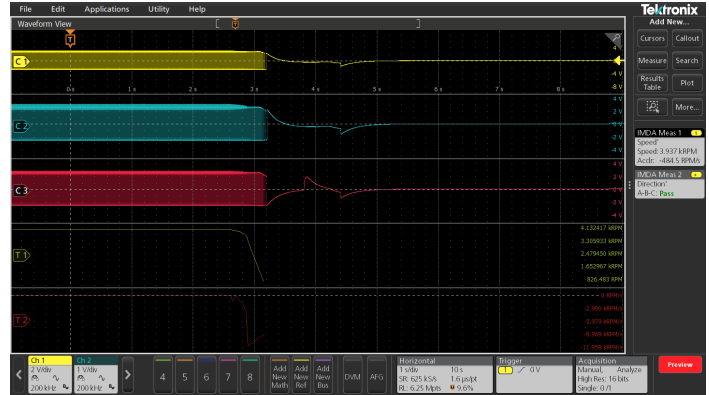 File Edit Applications Utility Help
Tektronix
Waveform View
Add New...
Cursors Callout
Measure Search
Results Table Plot
More...
T
C 1
4
-4 V
-8 V
0s 1 s 2 s 3 s 4 s 5 s 6 s 7 s 8 s
C 2
4 V
2 V
0 V
-2 V
-4 V
C 3
4 V
2 V
0 V
-2 V
-4 V
T 1
4.132417 kRPM
3.305933 kRPM
2.479450 kRPM
1.652967 kRPM
826.483 RPM
T 2
-2.990 kRPM/s
-5.979 kRPM/s
-8.969 kRPM/s
-11.958 kRPM/s
IMDA Meas 1
Speed'
Speed: 3.937 kRPM
Acclr: -484.5 RPM/s
IMDA Meas 2
Direction'
A-B-C: Pass
Ch 1
2 V/div
200 kHz
Ch 2
1 V/div
200 kHz
4 5 6 7 8
Add New Math
Add New Ref
Add New Bus
DVM AFG
Horizontal
1 s/div 10 s
SR: 625 kS/s 1.6 µs/pt
RL: 6.25 Mpts 9.6%
Trigger
1 0 V
Acquisition
Manual, Analyze
High Res: 16 bits
Single: 0 /1
Preview